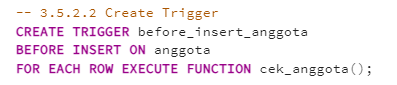 -- 3.5.2.2 Create Trigger
CREATE TRIGGER before_insert_anggota
BEFORE INSERT ON anggota
FOR EACH ROW EXECUTE FUNCTION cek_anggota();